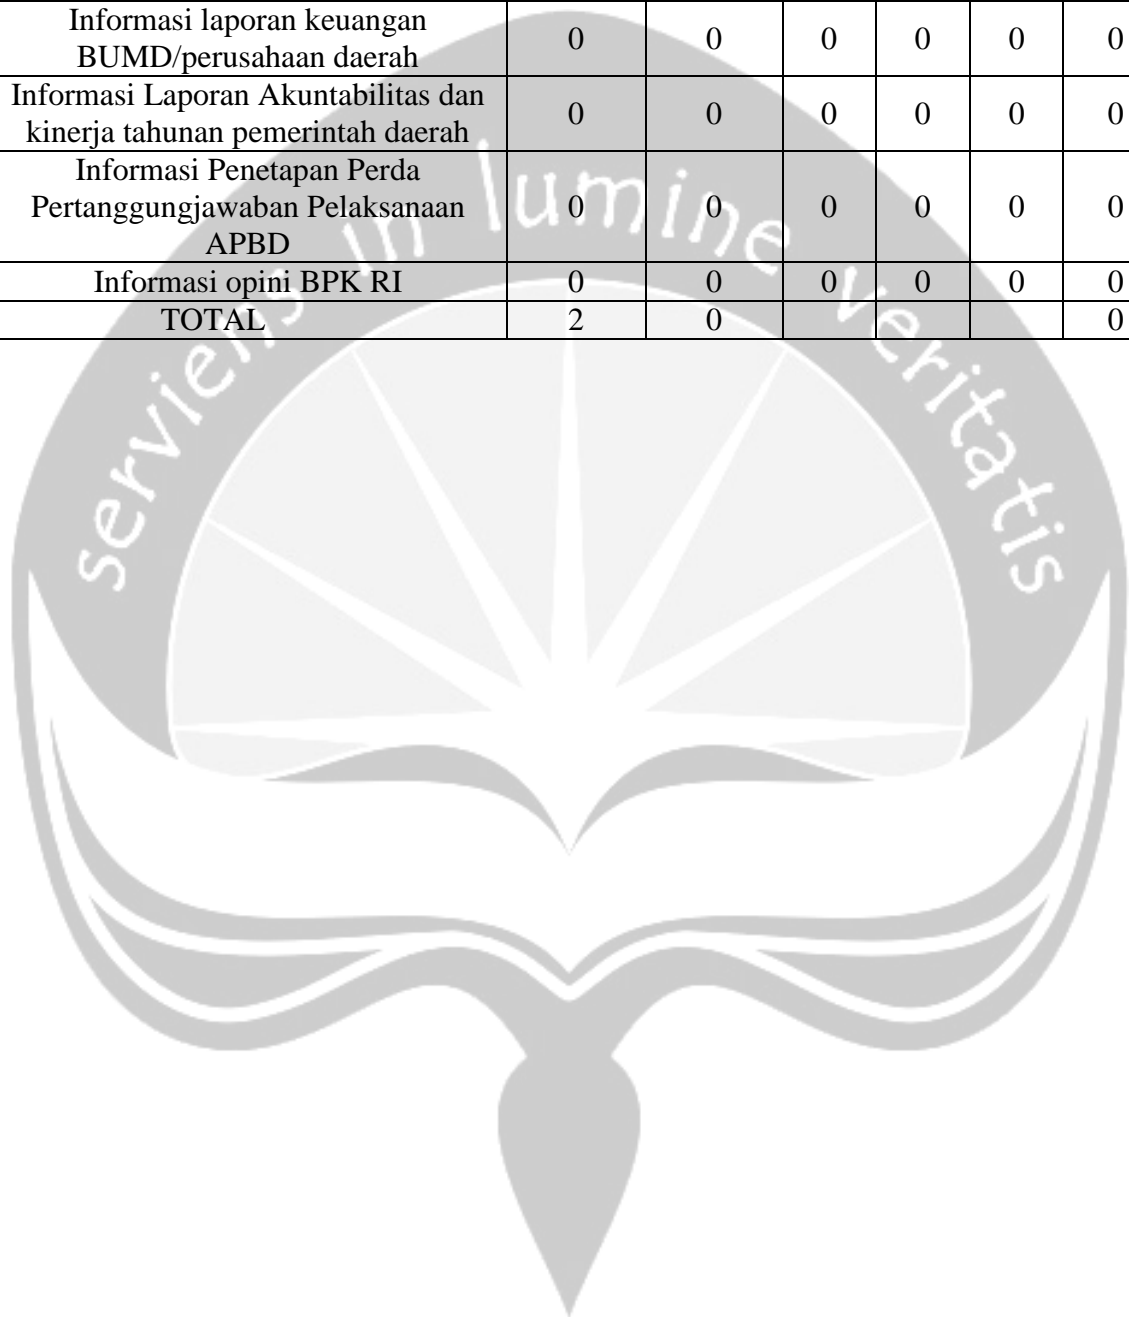 Informasi laporan keuangan
BUMD/perusahaan daerah 0 0 0 0 0 0
Informasi Laporan Akuntabilitas dan
kinerja tahunan pemerintah daerah 0 0 0 0 0 0
Informasi Penetapan Perda
Pertanggungjawaban Pelaksanaan
APBD 0 0 0 0 0 0
Informasi opini BPK RI 0 0 0 0 0 0
TOTAL 2 0 0
serviens in lumine veritatis